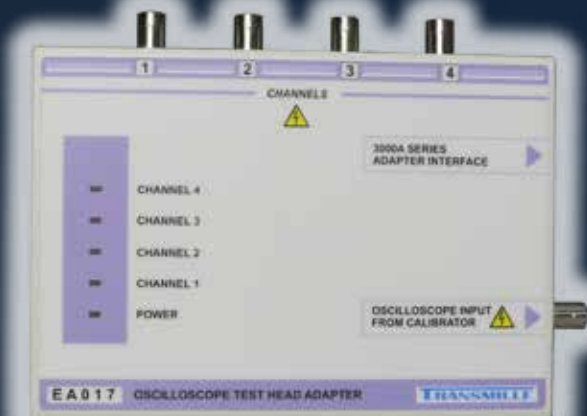 1 2 3 4
CHANNELS
3000A SERIES
ADAPTER INTERFACE
CHANNEL 4
CHANNEL 3
CHANNEL 2
CHANNEL 1
POWER
OSCILLOSCOPE INPUT
FROM CALIBRATOR
EA017 OSCILLOSCOPE TEST HEAD ADAPTER TRANSMILLE